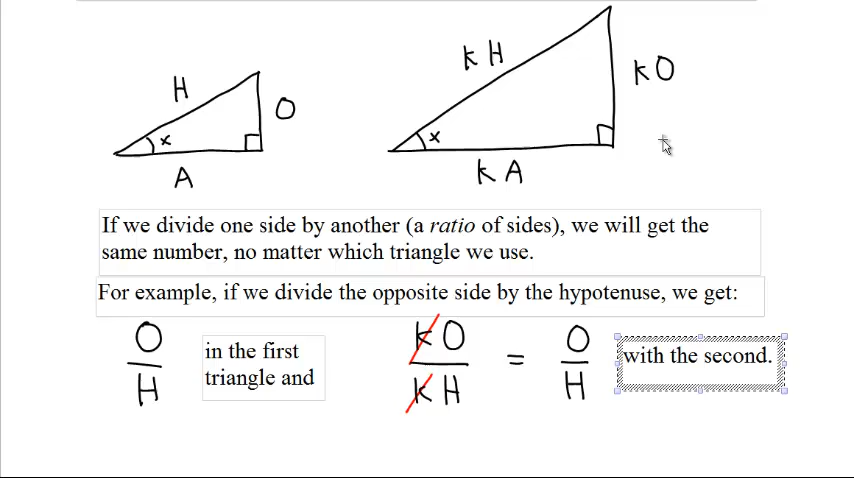 H
O
x
A
k H
k O
x
k A
If we divide one side by another (a ratio of sides), we will get the
same number, no matter which triangle we use.
For example, if we divide the opposite side by the hypotenuse, we get:
O
H
in the first
triangle and
k O
k H
=
O
H
with the second.